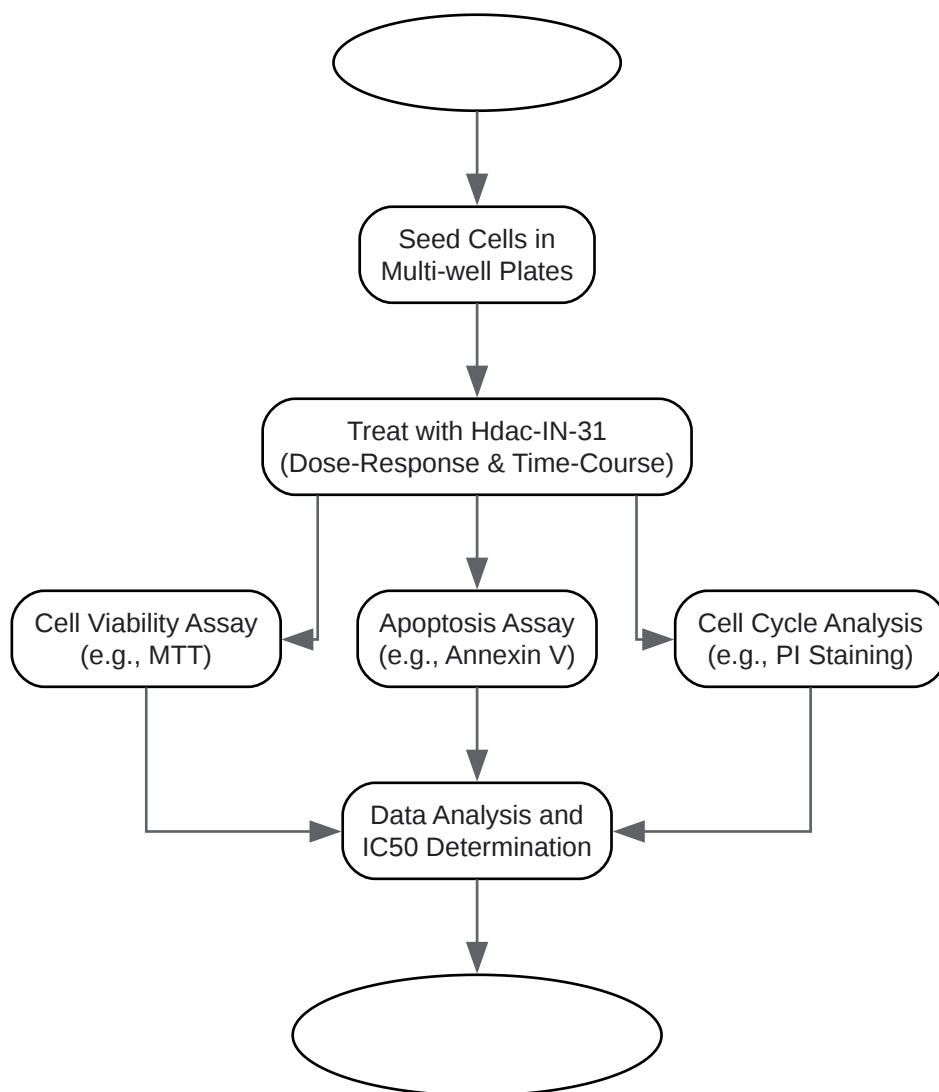 Seed Cells in
Multi-well Plates
Treat with Hdac-IN-31
(Dose-Response & Time-Course)
Cell Viability Assay
(e.g., MTT)
Apoptosis Assay
(e.g., Annexin V)
Cell Cycle Analysis
(e.g., PI Staining)
Data Analysis and
IC50 Determination